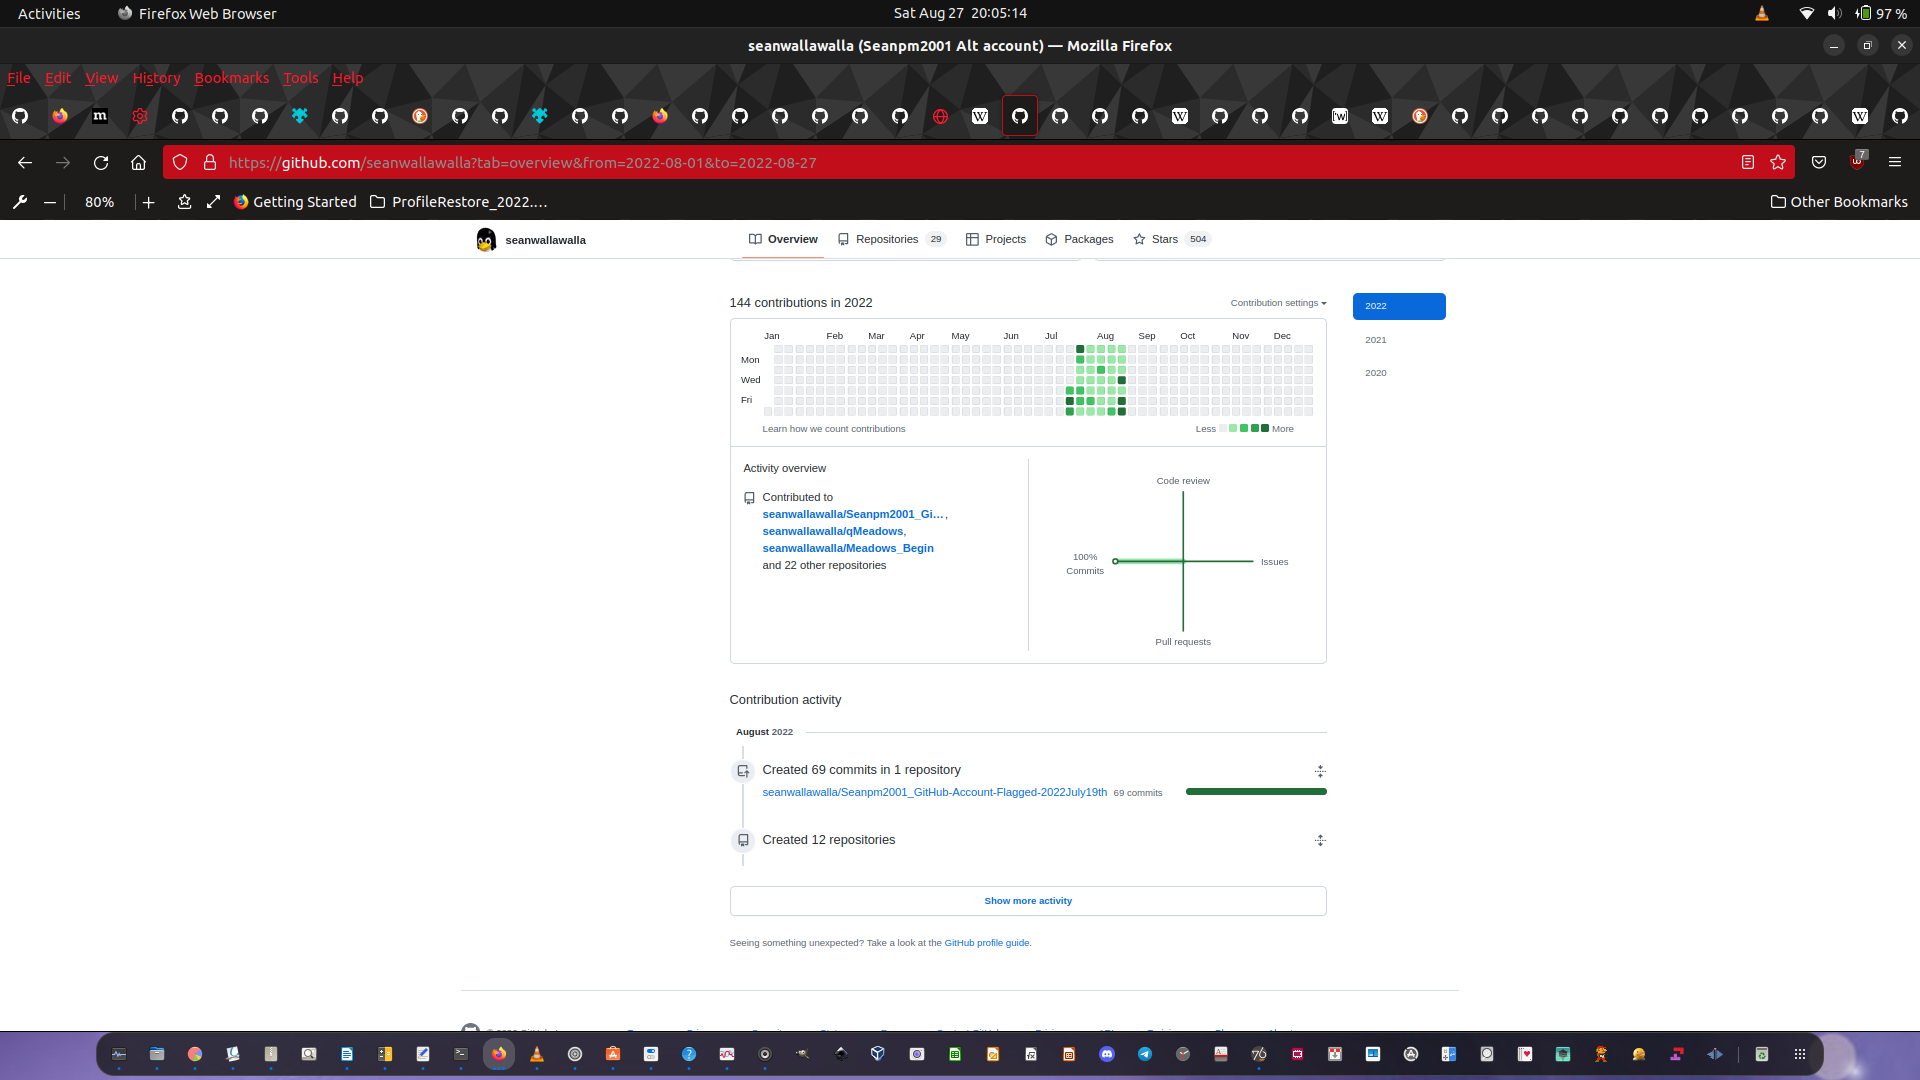 Activities Firefox Web Browser Sat Aug 27 20:05:14 97 %
seanwallawalla (Seanpm2001 Alt account) — Mozilla Firefox
File Edit View History Bookmarks Tools Help
https://github.com/seanwallawalla?tab=overview&from=2022-08-01&to=2022-08-27 7
80% Getting Started ProfileRestore_2022.… Other Bookmarks
seanwallawalla Overview Repositories 29 Projects Packages Stars 504
144 contributions in 2022 Contribution settings 2022
Jan Feb Mar Apr May Jun Jul Aug Sep Oct Nov Dec
2021
Mon
2020
Wed
Fri
Learn how we count contributions Less More
Activity overview
Code review
Contributed to
seanwallawalla/Seanpm2001_Gi…,
seanwallawalla/qMeadows,
seanwallawalla/Meadows_Begin
and 22 other repositories
100%
Commits
Issues
Pull requests
Contribution activity
August 2022
Created 69 commits in 1 repository
seanwallawalla/Seanpm2001_GitHub-Account-Flagged-2022July19th 69 commits
Created 12 repositories
Show more activity
Seeing something unexpected? Take a look at the GitHub profile guide.